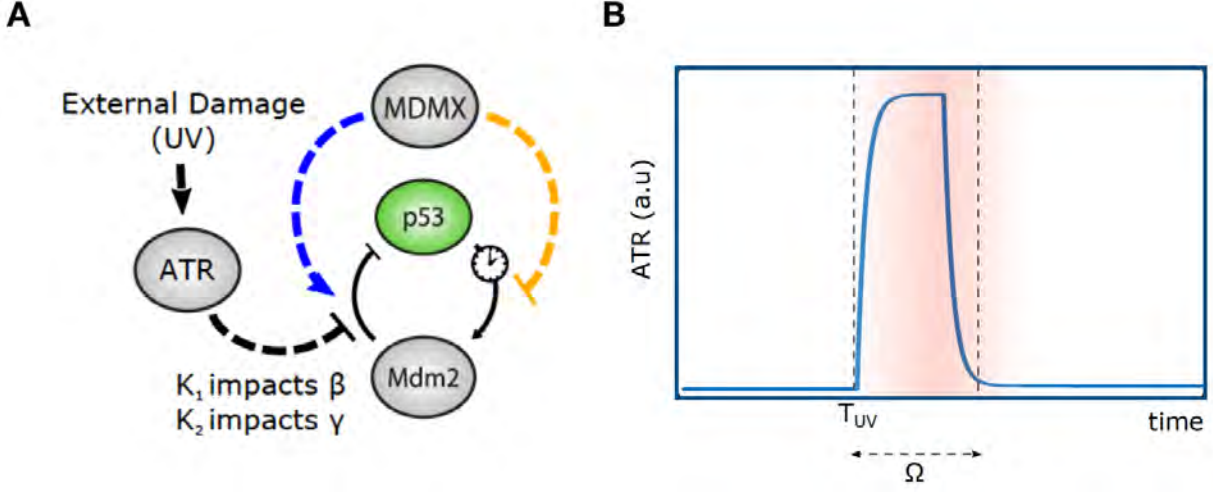 A
External Damage
(UV)
ATR
MDMX
p53
Mdm2
K₁ impacts β
K₂ impacts γ
B
ATR (a.u)
T_UV
time
Ω